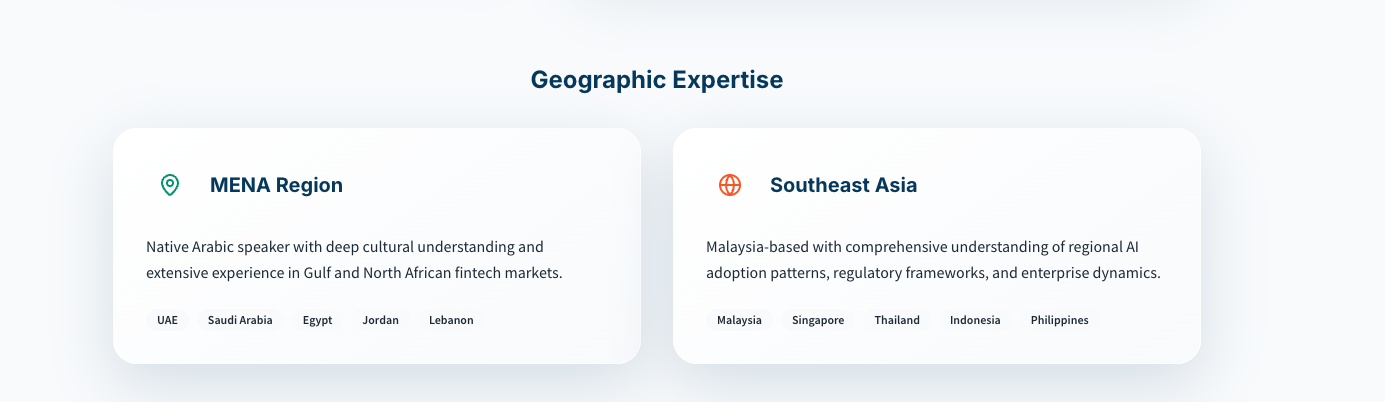 Geographic Expertise
MENA Region
Native Arabic speaker with deep cultural understanding and
extensive experience in Gulf and North African fintech markets.
UAE Saudi Arabia Egypt Jordan Lebanon
Southeast Asia
Malaysia-based with comprehensive understanding of regional AI
adoption patterns, regulatory frameworks, and enterprise dynamics.
Malaysia Singapore Thailand Indonesia Philippines